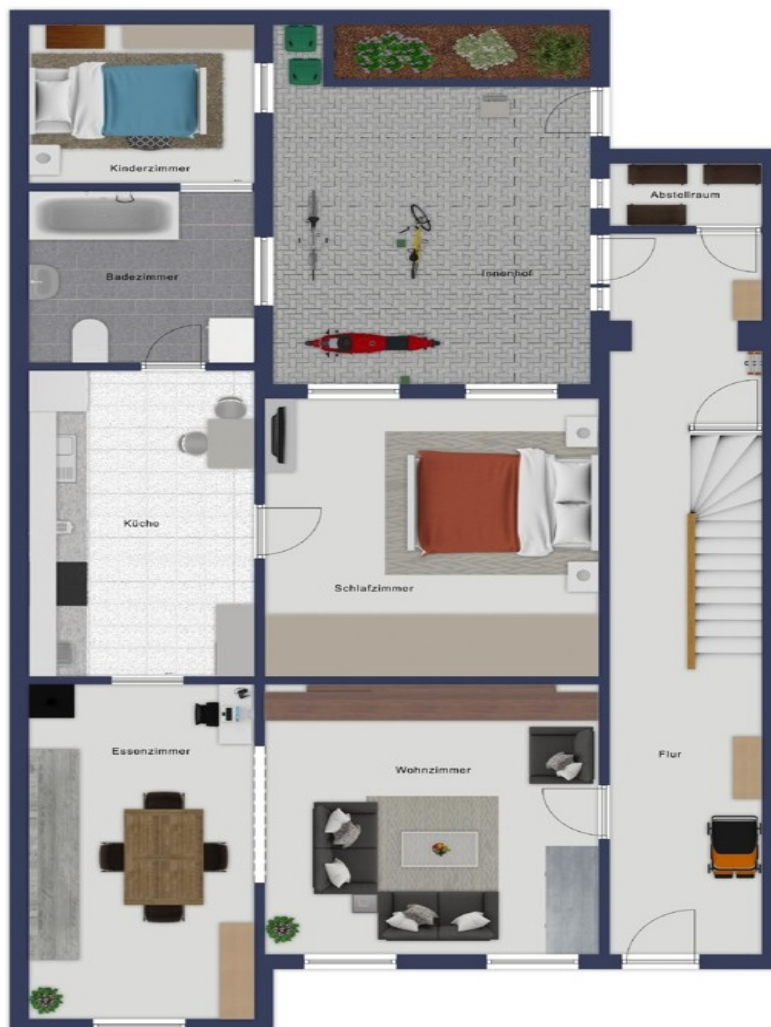 Kinderzimmer
Abstellraum
Badezimmer
Innenhof
Küche
Schlafzimmer
Essenzimmer
Wohnzimmer
Flur